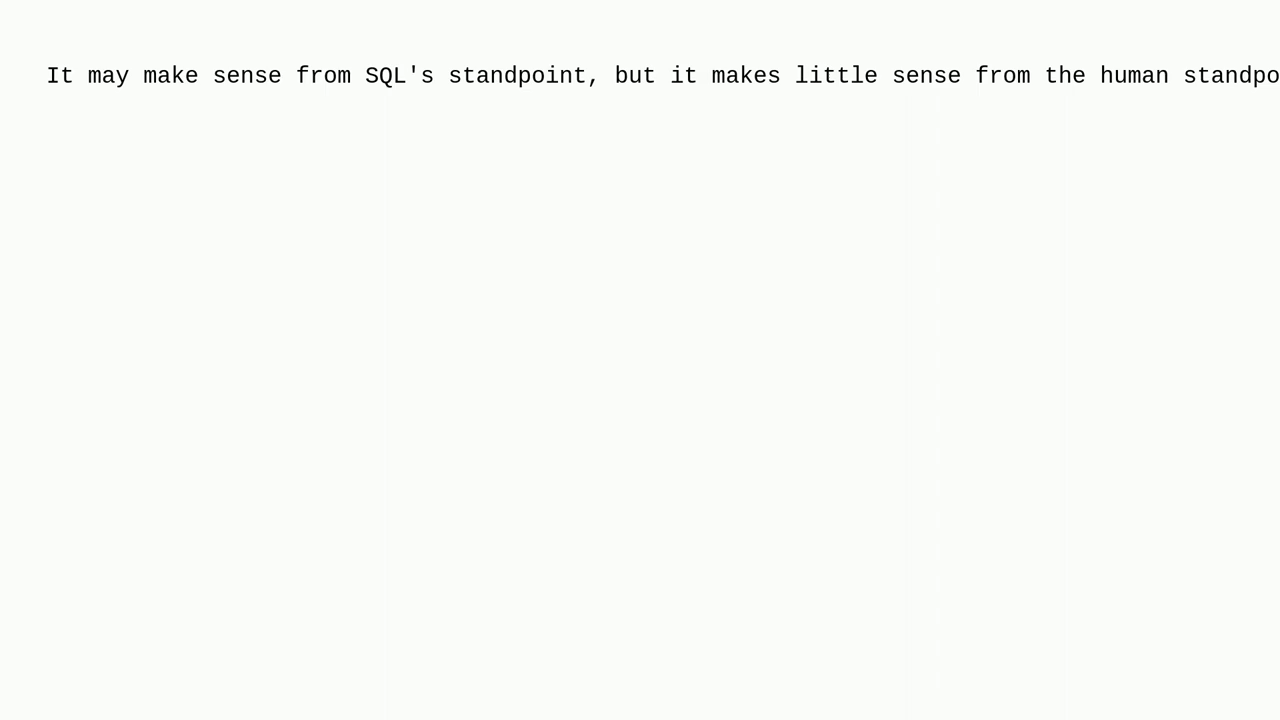 It may make sense from SQL's standpoint, but it makes little sense from the human standpo